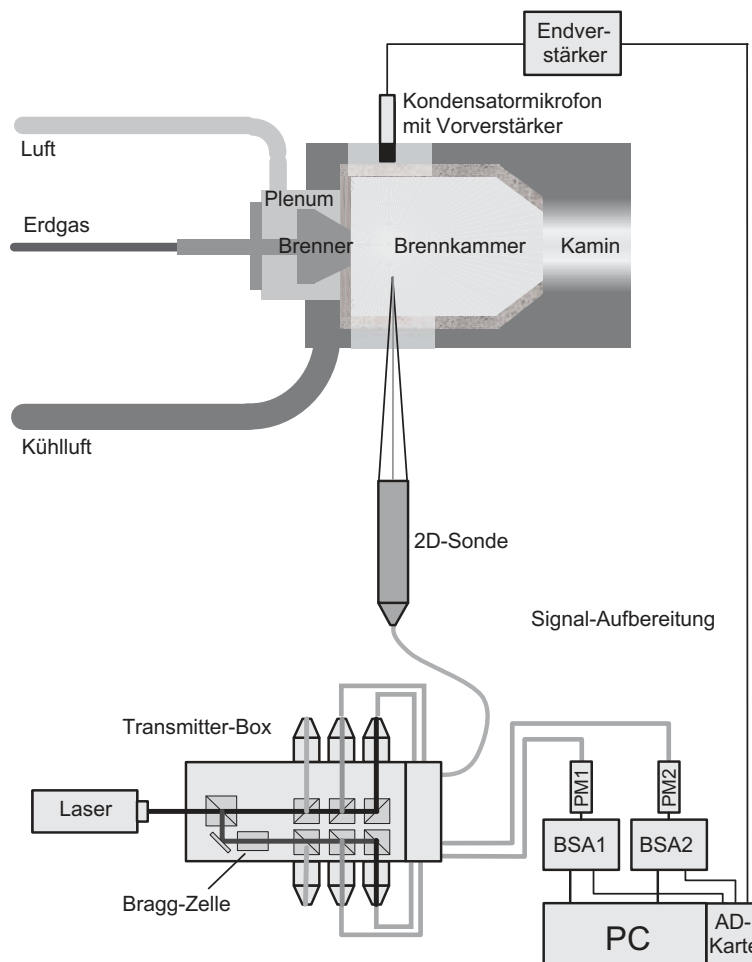 Endver-
stärker
Kondensatormikrofon
mit Vorverstärker
Luft
Plenum
Erdgas
Brenner
Brennkammer
Kamin
Kühlluft
2D-Sonde
Signal-Aufbereitung
Transmitter-Box
Laser
PM1
PM2
BSA1
BSA2
Bragg-Zelle
PC
AD-
Karte